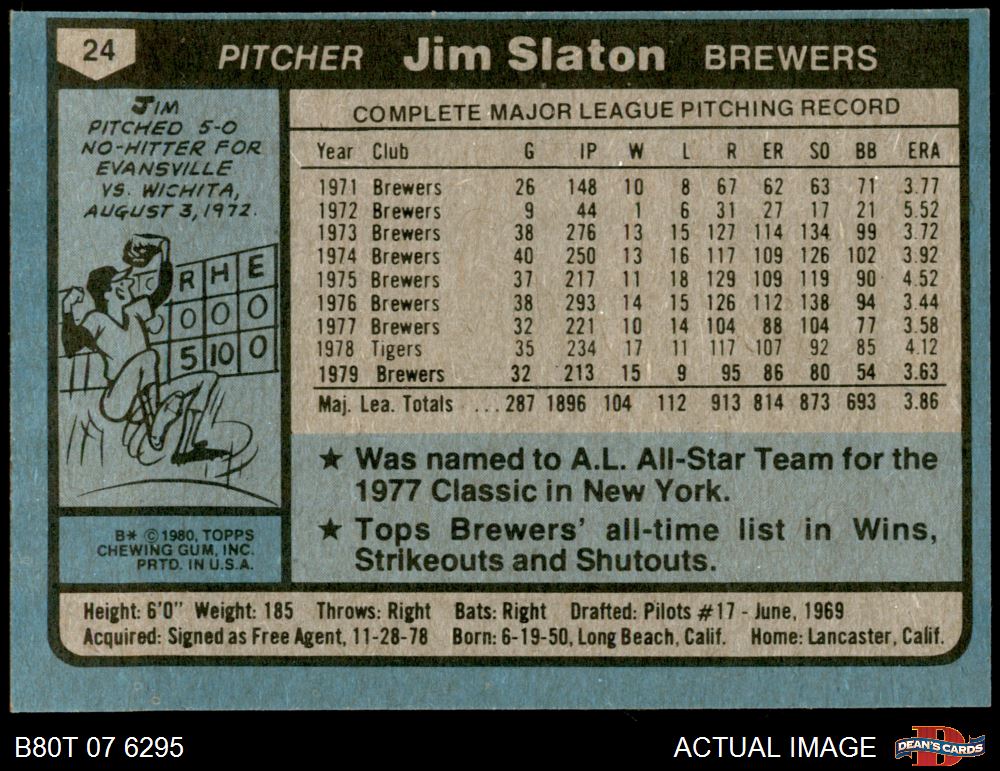 24 PITCHER Jim Slaton BREWERS
JIM
PITCHED 5-0
NO-HITTER FOR
EVANSVILLE
VS. WICHITA,
AUGUST 3, 1972.
R H E
0 0 0
5 10 0
B* ©1980, TOPPS
CHEWING GUM, INC.
PRTD. IN U.S.A.
COMPLETE MAJOR LEAGUE PITCHING RECORD
Year Club G IP W L R ER SO BB ERA
1971 Brewers 26 148 10 8 67 62 63 71 3.77
1972 Brewers 9 44 1 6 31 27 17 21 5.52
1973 Brewers 38 276 13 15 127 114 134 99 3.72
1974 Brewers 40 250 13 16 117 109 126 102 3.92
1975 Brewers 37 217 11 18 129 109 119 90 4.52
1976 Brewers 38 293 14 15 126 112 138 94 3.44
1977 Brewers 32 221 10 14 104 88 104 77 3.58
1978 Tigers 35 234 17 11 117 107 92 85 4.12
1979 Brewers 32 213 15 9 95 86 80 54 3.63
Maj. Lea. Totals ... 287 1896 104 112 913 814 873 693 3.86
★ Was named to A.L. All-Star Team for the
1977 Classic in New York.
★ Tops Brewers' all-time list in Wins,
Strikeouts and Shutouts.
Height: 6'0" Weight: 185 Throws: Right Bats: Right Drafted: Pilots #17 - June, 1969
Acquired: Signed as Free Agent, 11-28-78 Born: 6-19-50, Long Beach, Calif. Home: Lancaster, Calif.
B80T 07 6295
ACTUAL IMAGE
D
DEAN'S CARDS